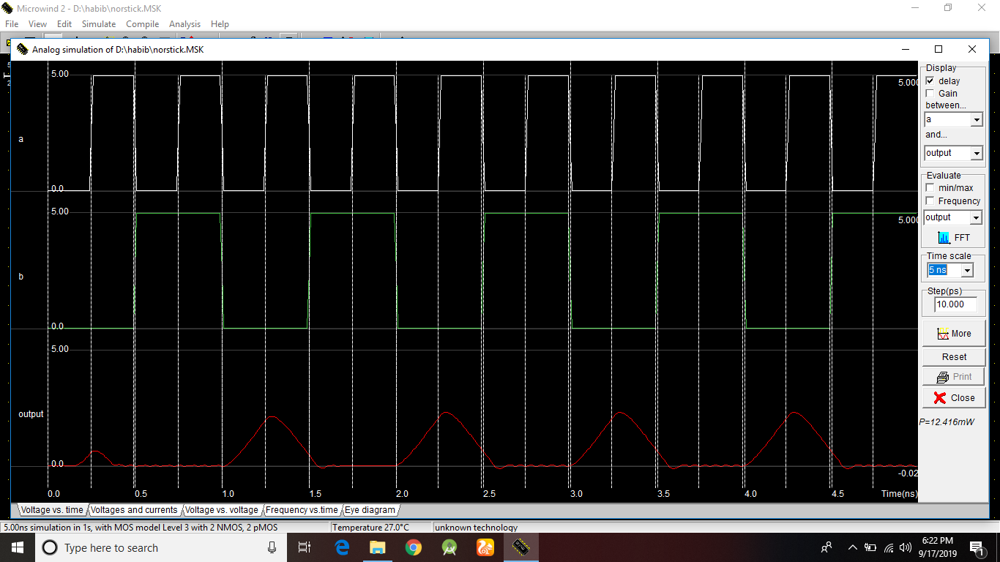 Microwind 2 - D:\habib\norstick.MSK
File View Edit Simulate Compile Analysis Help
Analog simulation of D:\habib\norstick.MSK
5.00
5.000
a
0.0
5.00
5.000
b
0.0
5.00
output
0.0
-0.02
0.0 0.5 1.0 1.5 2.0 2.5 3.0 3.5 4.0 4.5 Time(ns)
Display
delay
Gain
between...
a
and...
output
Evaluate
min/max
Frequency
output
FFT
Time scale
5 ns
Step(ps)
10.000
More
Reset
Print
Close
P=12.416mW
Voltage vs. time Voltages and currents Voltage vs. voltage Frequency vs.time Eye diagram
5.00ns simulation in 1s, with MOS model Level 3 with 2 NMOS, 2 pMOS Temperature 27.0°C unknown technology
Type here to search
6:22 PM
9/17/2019
1